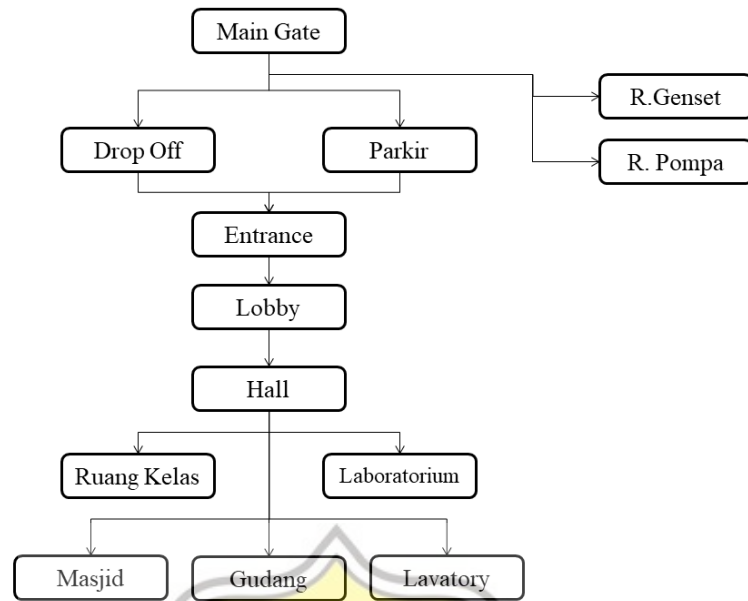 Main Gate
R.Genset
Drop Off
Parkir
R. Pompa
Entrance
Lobby
Hall
Ruang Kelas
Laboratorium
Masjid
Gudang
Lavatory